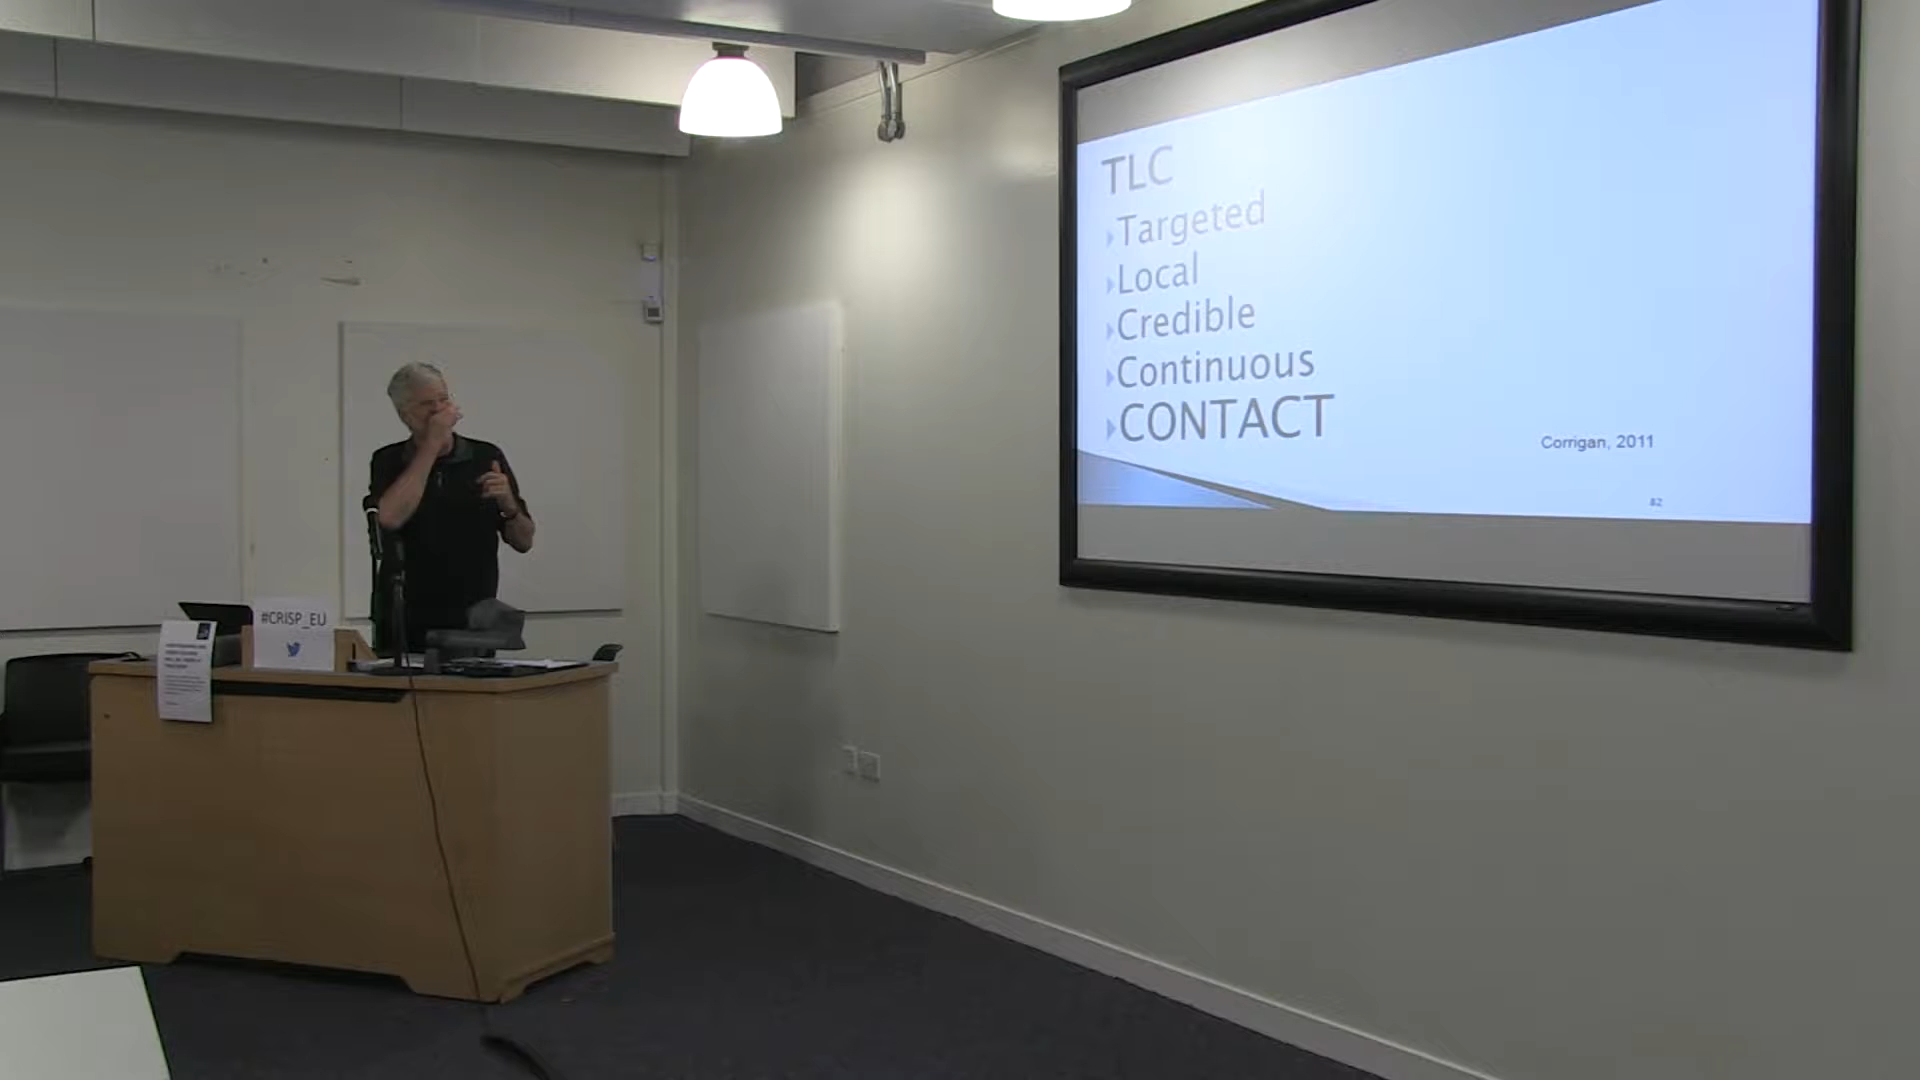 TLC
Targeted
Local
Credible
Continuous
CONTACT
Corrigan, 2011
82
#CRISP_EU